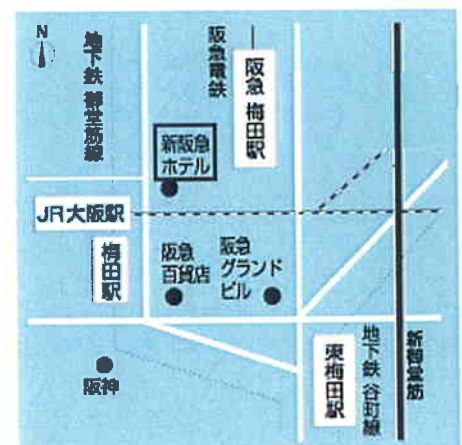 N
地下鉄 御堂筋線
阪急電鉄
阪急 梅田駅
新阪急
ホテル
JR大阪駅
梅田駅
阪急
百貨店
阪急
グランド
ビル
阪神
東梅田駅
地下鉄 谷町線
新御堂筋